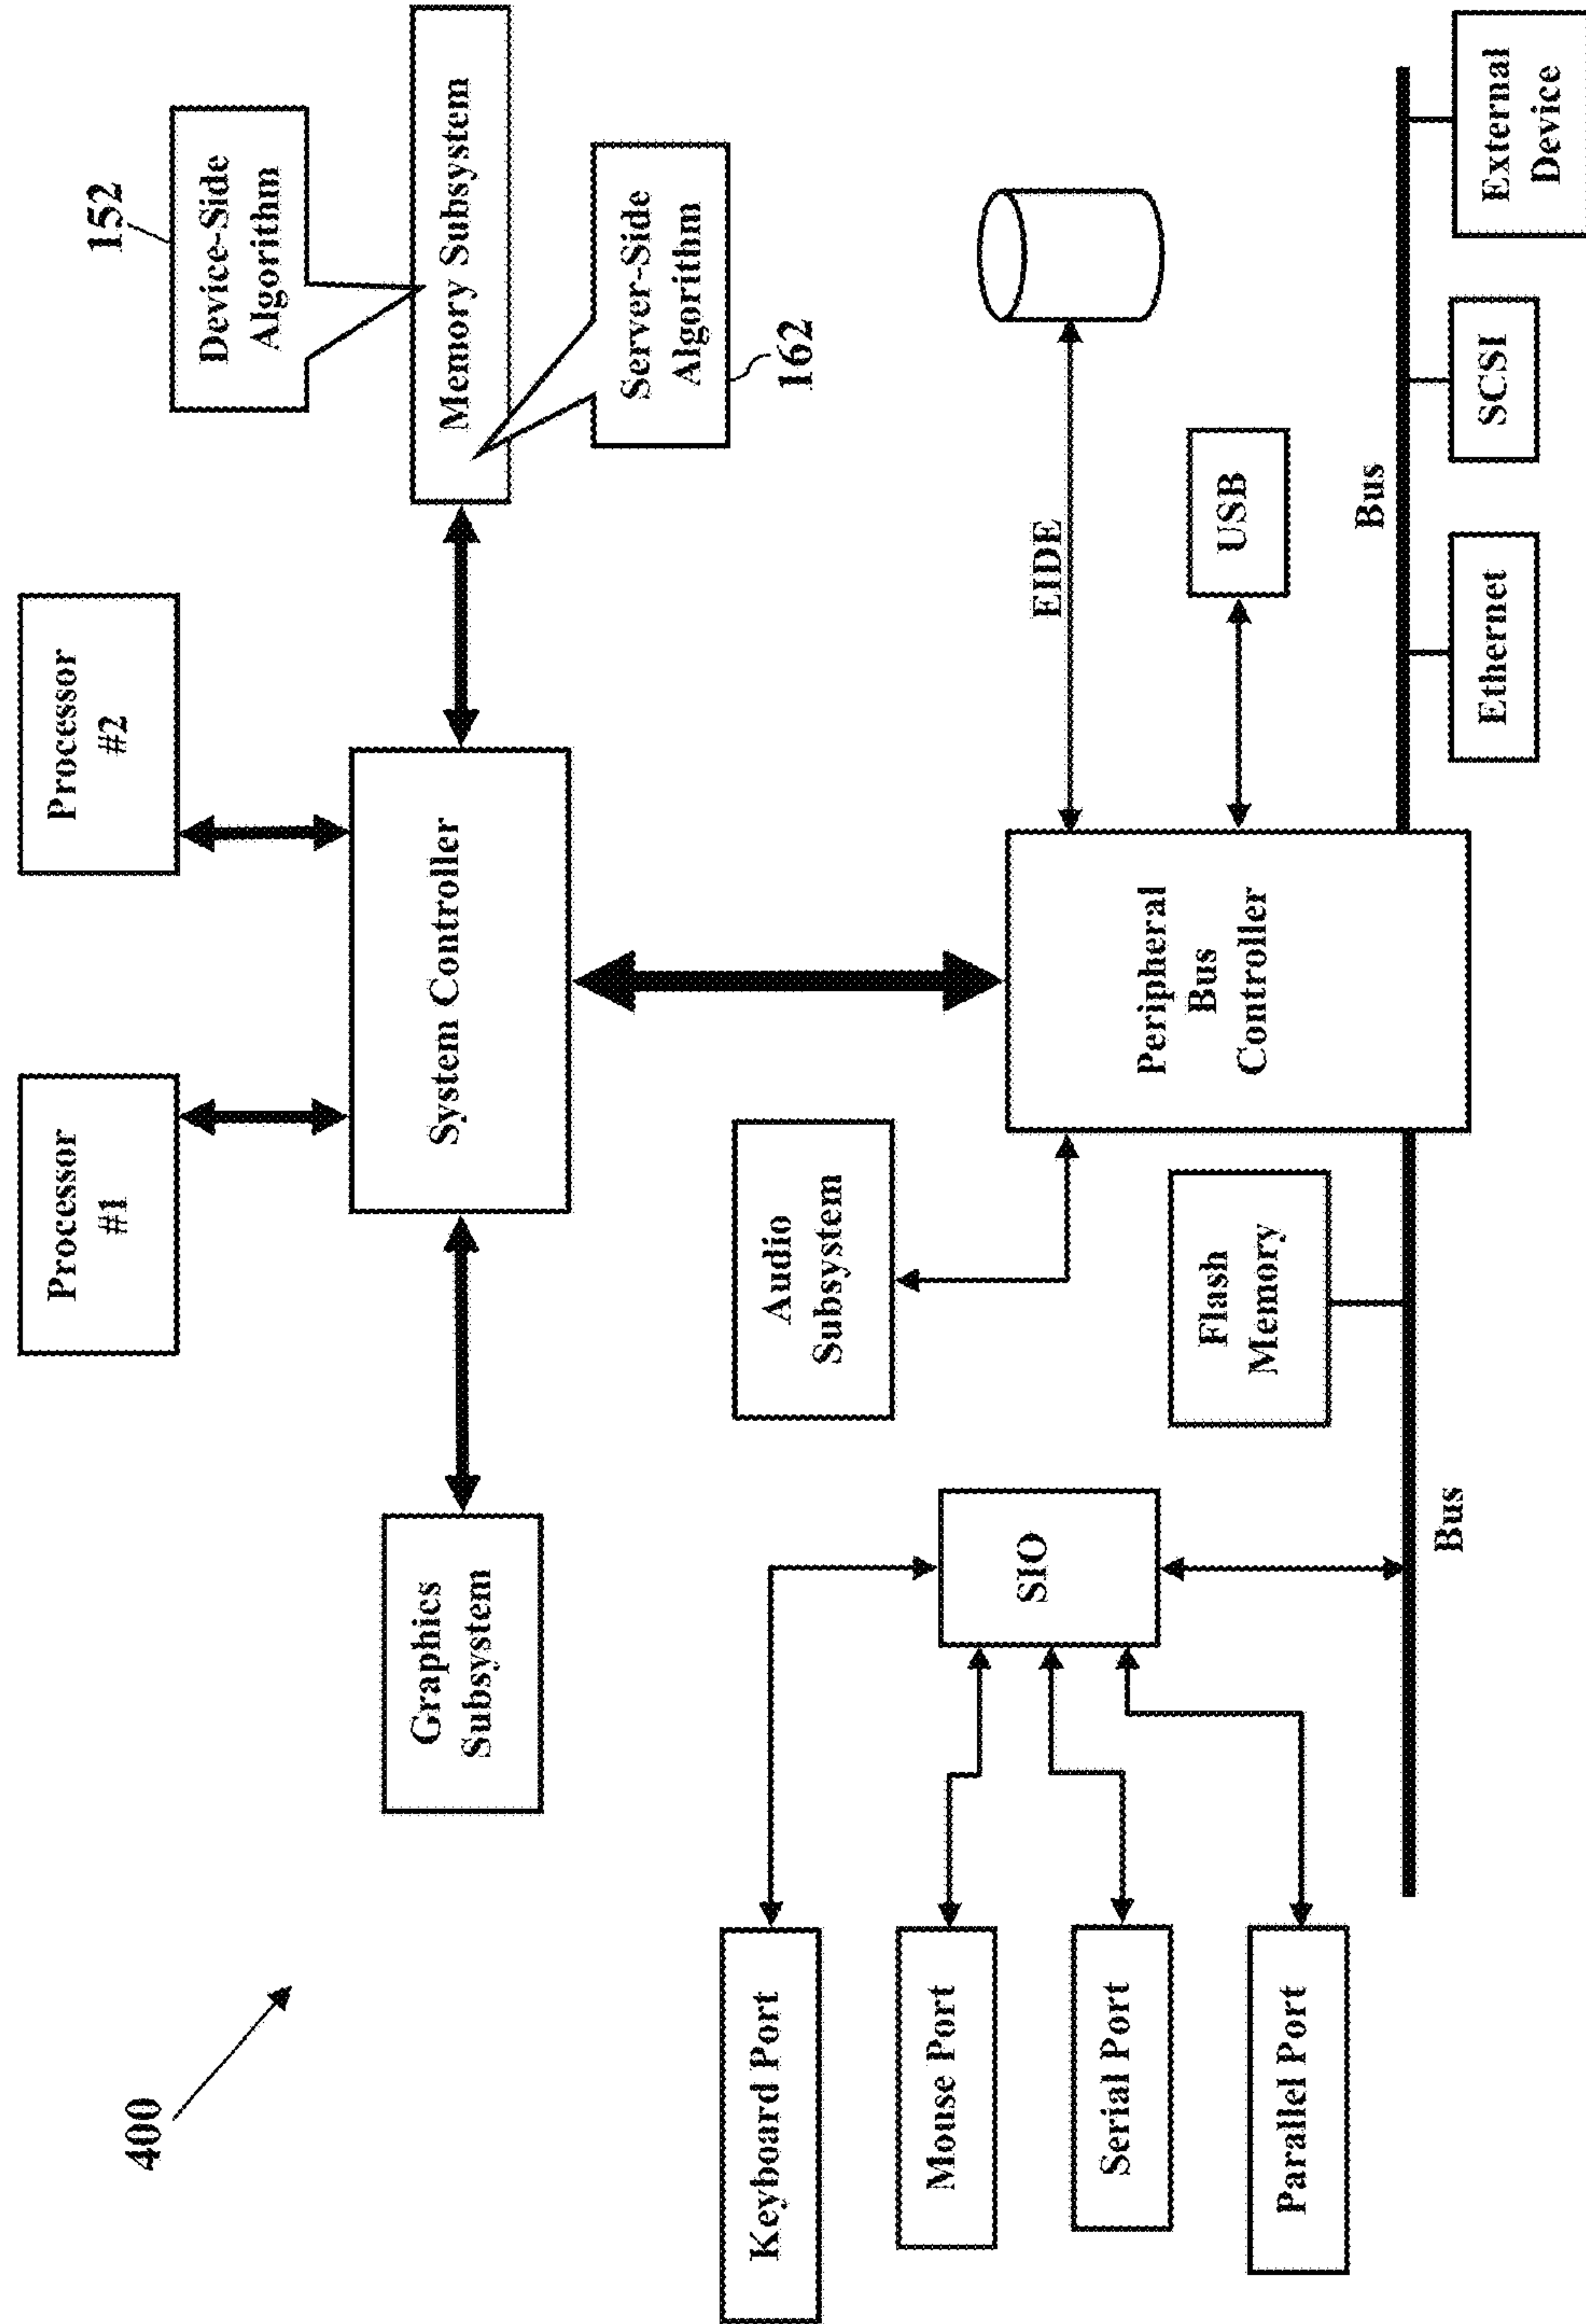 400
Processor
#1
Processor
#2
152
Device-Side
Algorithm
Graphics
Subsystem
System Controller
Memory Subsystem
Server-Side
Algorithm
162
Keyboard Port
Mouse Port
Serial Port
Parallel Port
SIO
Audio
Subsystem
Flash
Memory
Peripheral
Bus
Controller
EIDE
USB
Bus
Bus
Ethernet
SCSI
External
Device